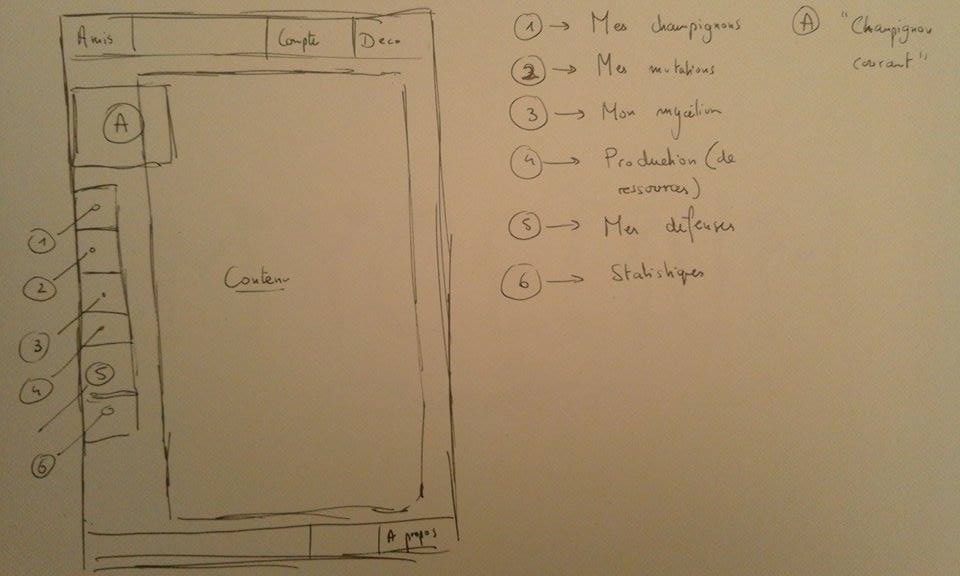 Amis
Compte
Deco
A
Contenu
1
2
3
4
5
6
A propos
1 → Mes champignons
2 → Mes mutations
3 → Mon mycélium
4 → Production (de
ressources)
5 → Mes défenses
6 → Statistiques
A "Champignon
courant"